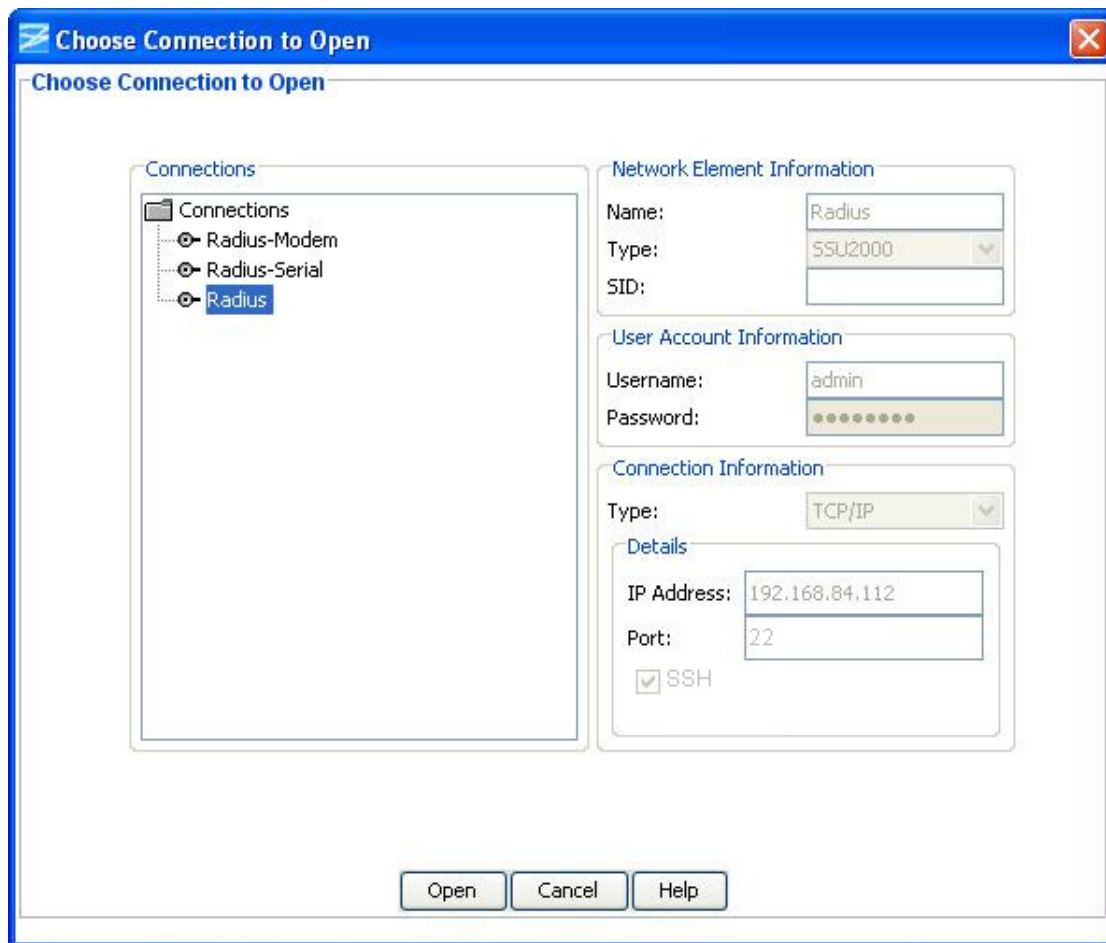 Choose Connection to Open
Choose Connection to Open
Connections
Connections
Radius-Modem
Radius-Serial
Radius
Network Element Information
Name: Radius
Type: SSU2000
SID:
User Account Information
Username: admin
Password: ●●●●●●●●
Connection Information
Type: TCP/IP
Details
IP Address: 192.168.84.112
Port: 22
SSH
Open Cancel Help